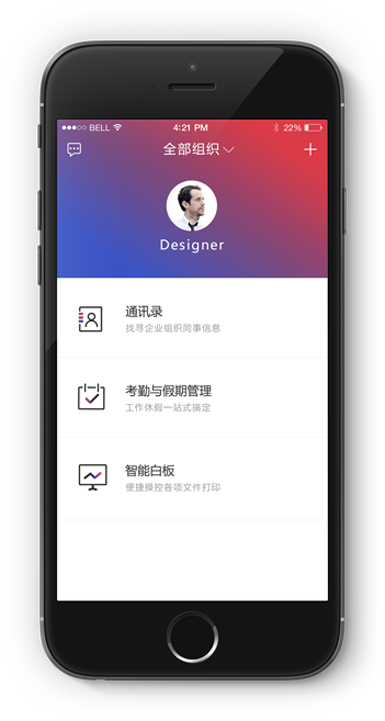 BELL 4:21 PM 22%
全部组织
Designer
通讯录
找寻企业组织同事信息
考勤与假期管理
工作休假一站式搞定
智能白板
便捷操控各项文件打印